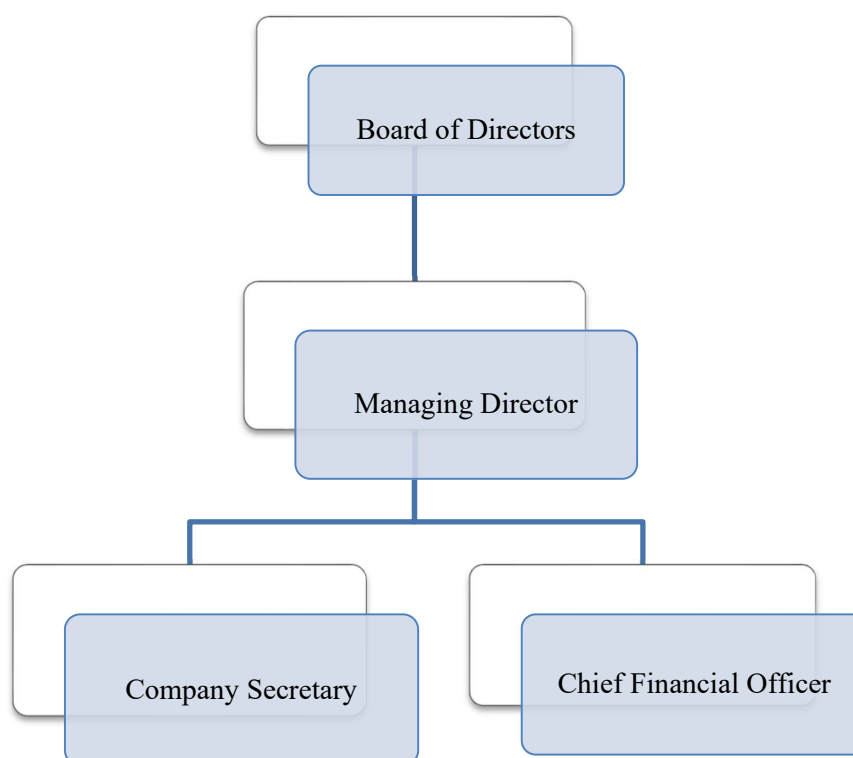 Board of Directors
Managing Director
Company Secretary
Chief Financial Officer